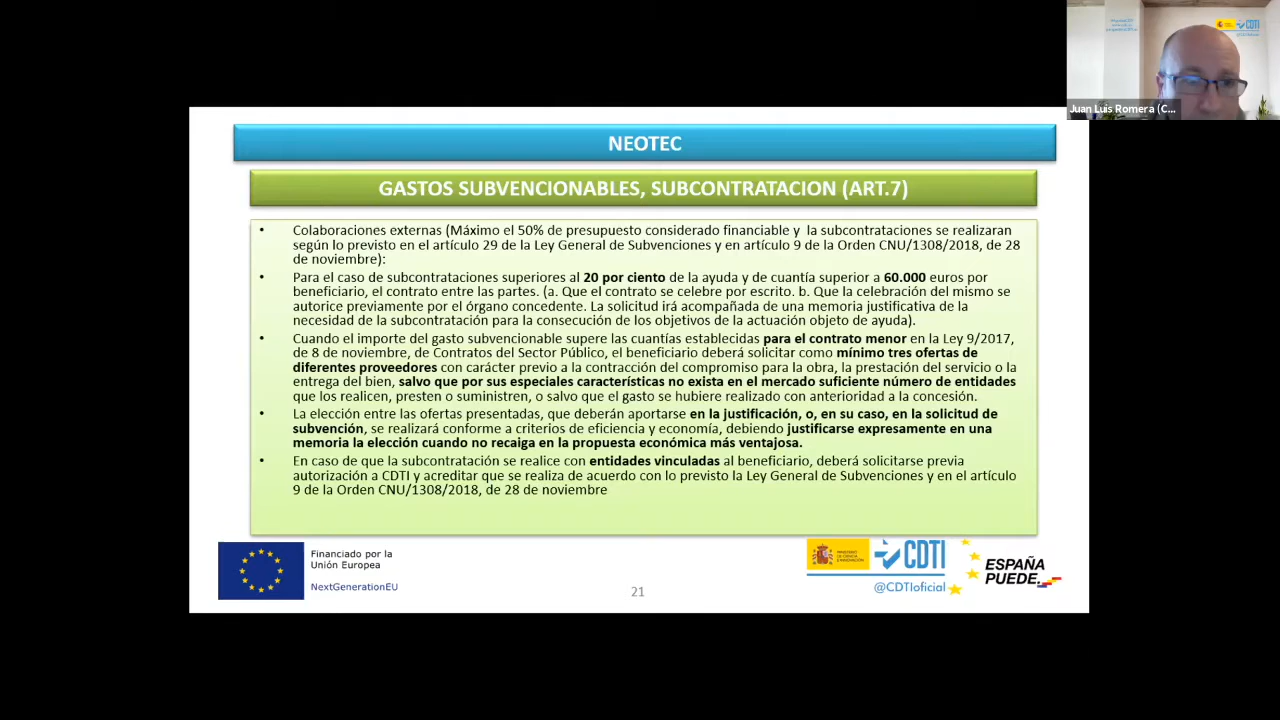 CDTI
Juan Luis Romera (C...
NEOTEC
GASTOS SUBVENCIONABLES, SUBCONTRATACION (ART.7)
• Colaboraciones externas (Máximo el 50% de presupuesto considerado financiable y la subcontrataciones se realizaran
según lo previsto en el artículo 29 de la Ley General de Subvenciones y en artículo 9 de la Orden CNU/1308/2018, de 28
de noviembre):
• Para el caso de subcontrataciones superiores al 20 por ciento de la ayuda y de cuantía superior a 60.000 euros por
beneficiario, el contrato entre las partes. (a. Que el contrato se celebre por escrito. b. Que la celebración del mismo se
autorice previamente por el órgano concedente. La solicitud irá acompañada de una memoria justificativa de la
necesidad de la subcontratación para la consecución de los objetivos de la actuación objeto de ayuda).
• Cuando el importe del gasto subvencionable supere las cuantías establecidas para el contrato menor en la Ley 9/2017,
de 8 de noviembre, de Contratos del Sector Público, el beneficiario deberá solicitar como mínimo tres ofertas de
diferentes proveedores con carácter previo a la contracción del compromiso para la obra, la prestación del servicio o la
entrega del bien, salvo que por sus especiales características no exista en el mercado suficiente número de entidades
que los realicen, presten o suministren, o salvo que el gasto se hubiere realizado con anterioridad a la concesión.
• La elección entre las ofertas presentadas, que deberán aportarse en la justificación, o, en su caso, en la solicitud de
subvención, se realizará conforme a criterios de eficiencia y economía, debiendo justificarse expresamente en una
memoria la elección cuando no recaiga en la propuesta económica más ventajosa.
• En caso de que la subcontratación se realice con entidades vinculadas al beneficiario, deberá solicitarse previa
autorización a CDTI y acreditar que se realiza de acuerdo con lo previsto la Ley General de Subvenciones y en el artículo
9 de la Orden CNU/1308/2018, de 28 de noviembre
Financiado por la
Unión Europea
NextGenerationEU
21
CDTI
@CDTIoficial
ESPAÑA
PUEDE.